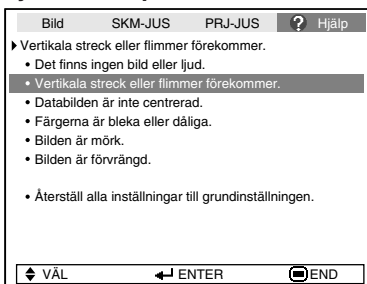 Bild SKM-JUS PRJ-JUS ? Hjälp
Vertikala streck eller flimmer förekommer.
• Det finns ingen bild eller ljud.
• Vertikala streck eller flimmer förekommer.
• Databilden är inte centrerad.
• Färgerna är bleka eller dåliga.
• Bilden är mörk.
• Bilden är förvrängd.
• Återställ alla inställningar till grundinställningen.
VÄL ENTER END